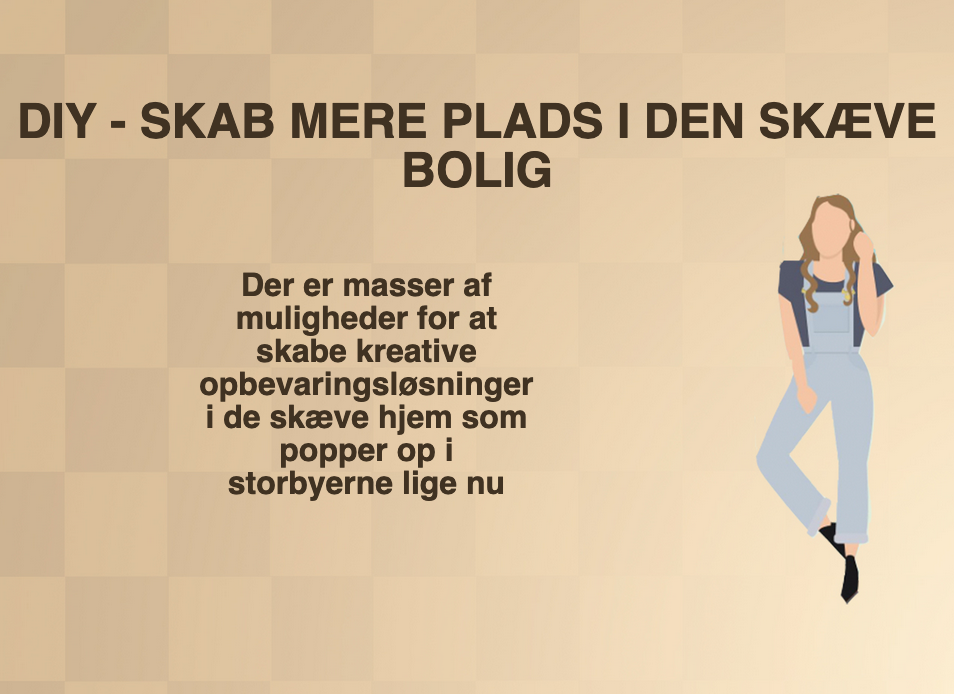 DIY - SKAB MERE PLADS I DEN SKÆVE
BOLIG
Der er masser af
muligheder for at
skabe kreative
opbevaringsløsninger
i de skæve hjem som
popper op i
storbyerne lige nu